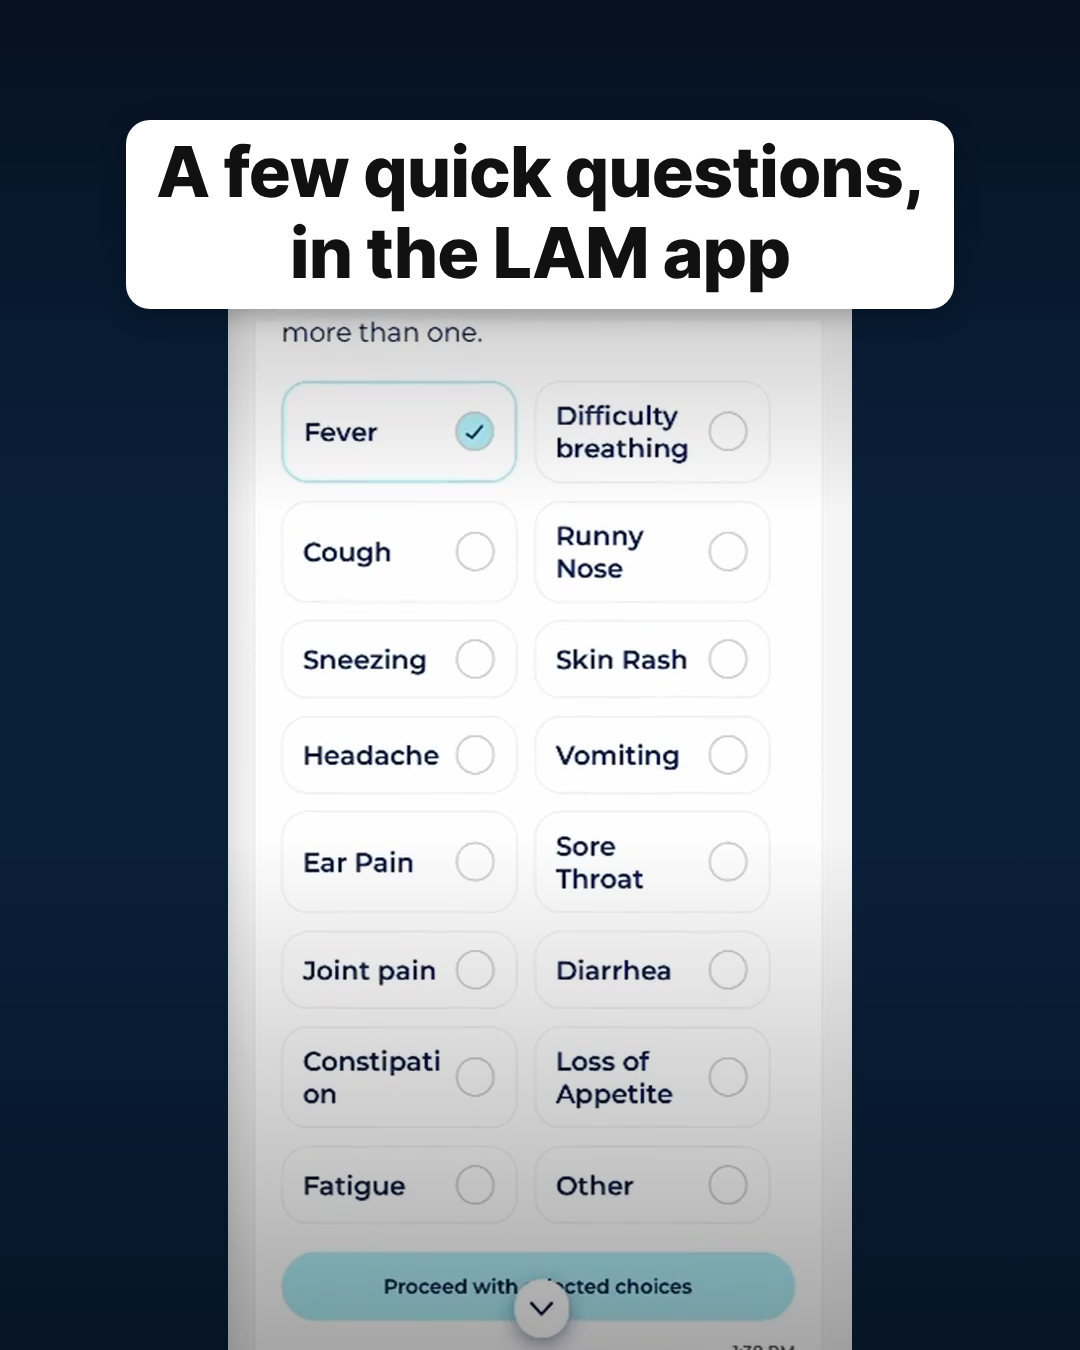 A few quick questions,
in the LAM app
more than one.
Fever
Difficulty
breathing
Cough
Runny
Nose
Sneezing
Skin Rash
Headache
Vomiting
Ear Pain
Sore
Throat
Joint pain
Diarrhea
Constipati
on
Loss of
Appetite
Fatigue
Other
Proceed with choices